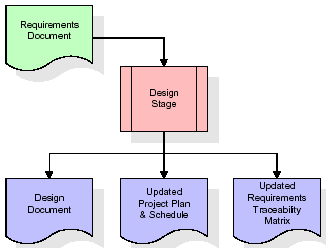 Requirements
Document
Design
Stage
Design
Document
Updated
Project Plan
& Schedule
Updated
Requirements
Traceability
Matrix